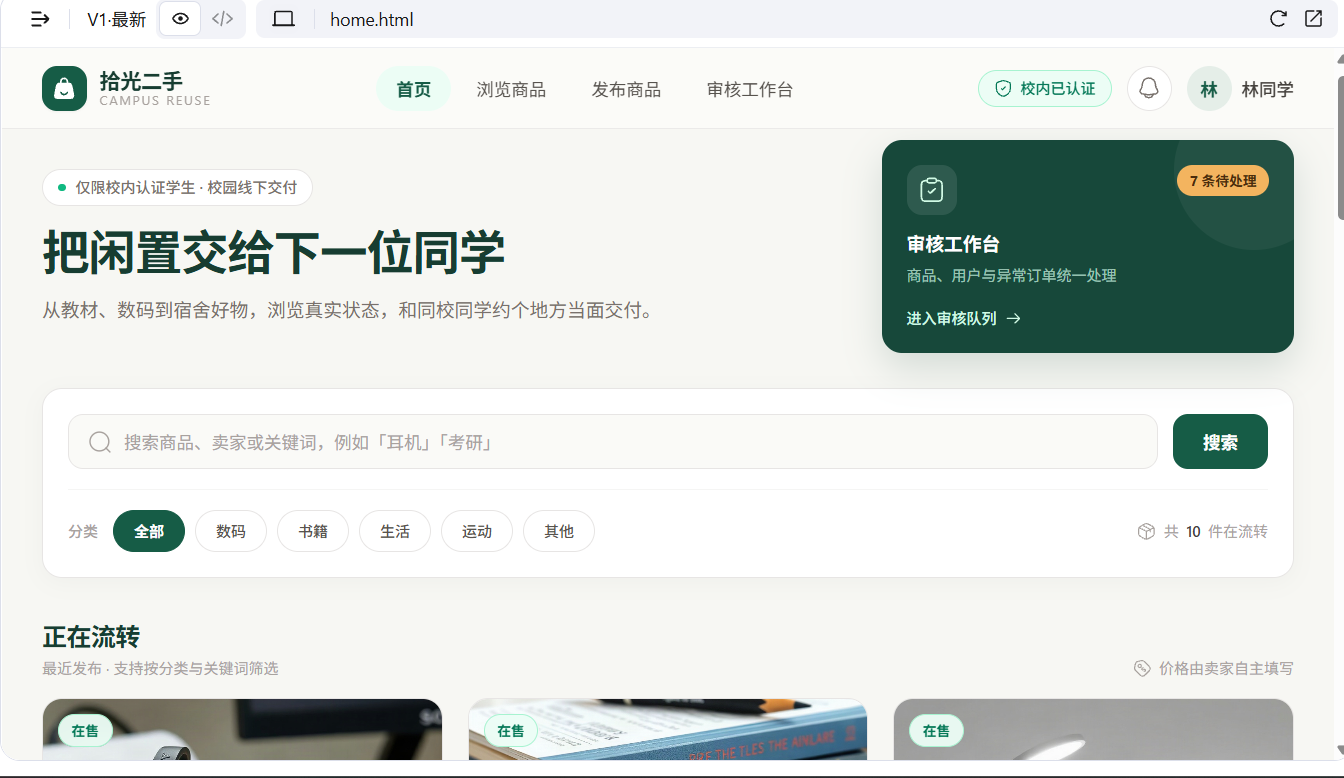 V1·最新
home.html
拾光二手
CAMPUS REUSE
首页
浏览商品
发布商品
审核工作台
校内已认证
林
林同学
仅限校内认证学生 · 校园线下交付
把闲置交给下一位同学
从教材、数码到宿舍好物，浏览真实状态，和同校同学约个地方当面交付。
7 条待处理
审核工作台
商品、用户与异常订单统一处理
进入审核队列
搜索商品、卖家或关键词，例如「耳机」「考研」
搜索
分类
全部
数码
书籍
生活
运动
其他
共 10 件在流转
正在流转
最近发布 · 支持按分类与关键词筛选
价格由卖家自主填写
在售
在售
在售